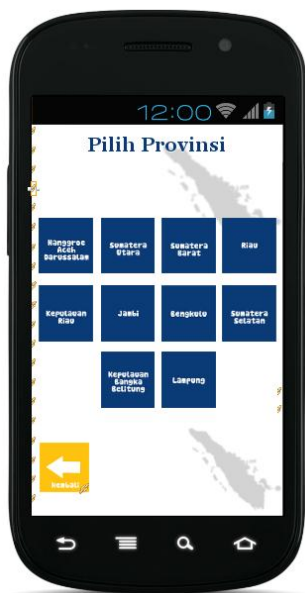 12:00
Pilih Provinsi
Nanggroe
Aceh
Darussalam
Sumatera
Utara
Sumatera
Barat
Riau
Kepulauan
Riau
Jambi
Bengkulu
Sumatera
Selatan
Kepulauan
Bangka
Belitung
Lampung
Kembali